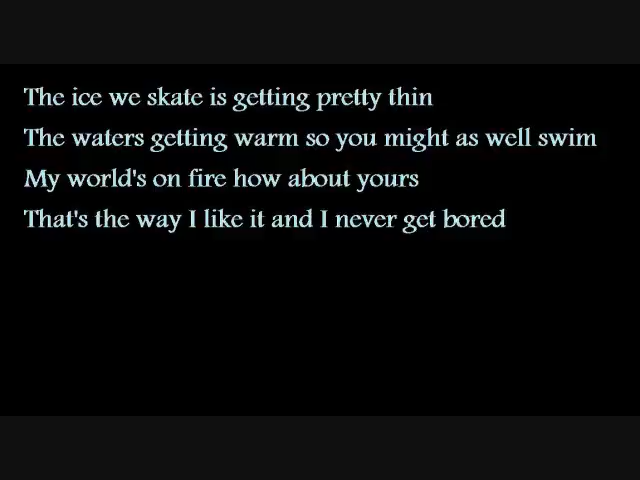 The ice we skate is getting pretty thin
The waters getting warm so you might as well swim
My world's on fire how about yours
That's the way I like it and I never get bored